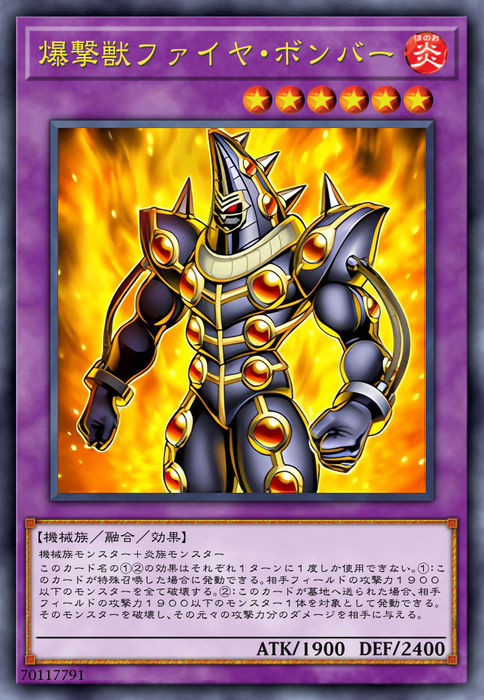 爆撃獣ファイヤ・ボンバー
ほのお
炎
【機械族／融合／効果】
機械族モンスター＋炎族モンスター
このカード名の①②の効果はそれぞれ１ターンに１度しか使用できない。①：こ
のカードが特殊召喚した場合に発動できる。相手フィールドの攻撃力１９００
以下のモンスターを全て破壊する。②：このカードが墓地へ送られた場合、相手
フィールドの攻撃力１９００以下のモンスター１体を対象として発動できる。
そのモンスターを破壊し、その元々の攻撃力分のダメージを相手に与える。
ATK/1900 DEF/2400
70117791